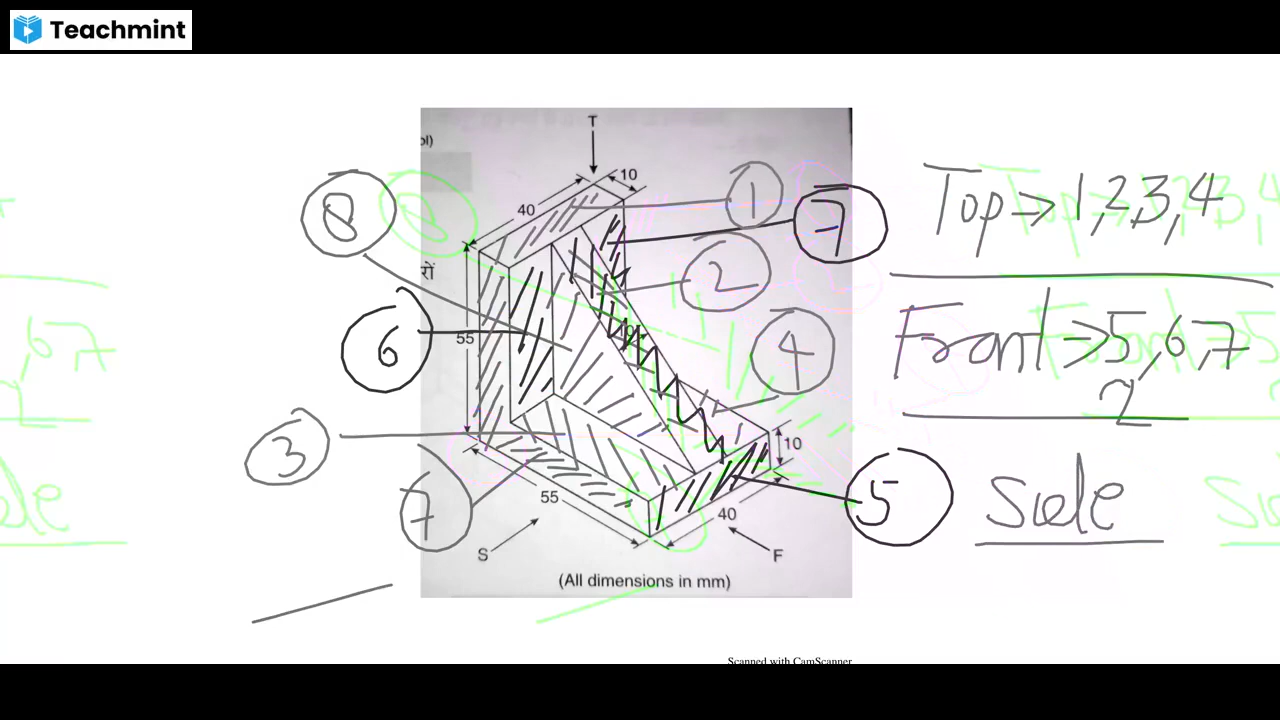 Teachmint
T
10
40
1
8
7
Top → 1,2,3,4
2
6
55
Front → 5,6,7
2
4
10
3
7
55
40
5
Side
S
F
(All dimensions in mm)
Scanned with CamScanner